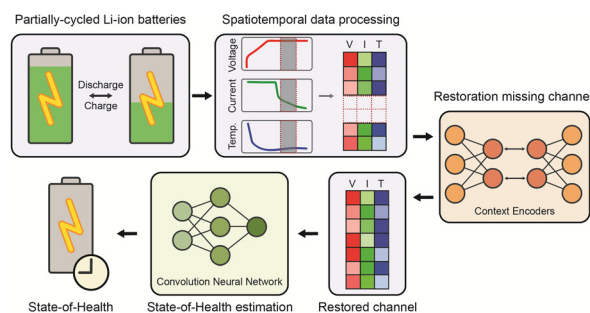 Partially-cycled Li-ion batteries
Spatiotemporal data processing
Discharge
Charge
Voltage
Current
Temp.
V I T
Restoration missing channel
Context Encoders
V I T
Restored channel
Convolution Neural Network
State-of-Health estimation
State-of-Health